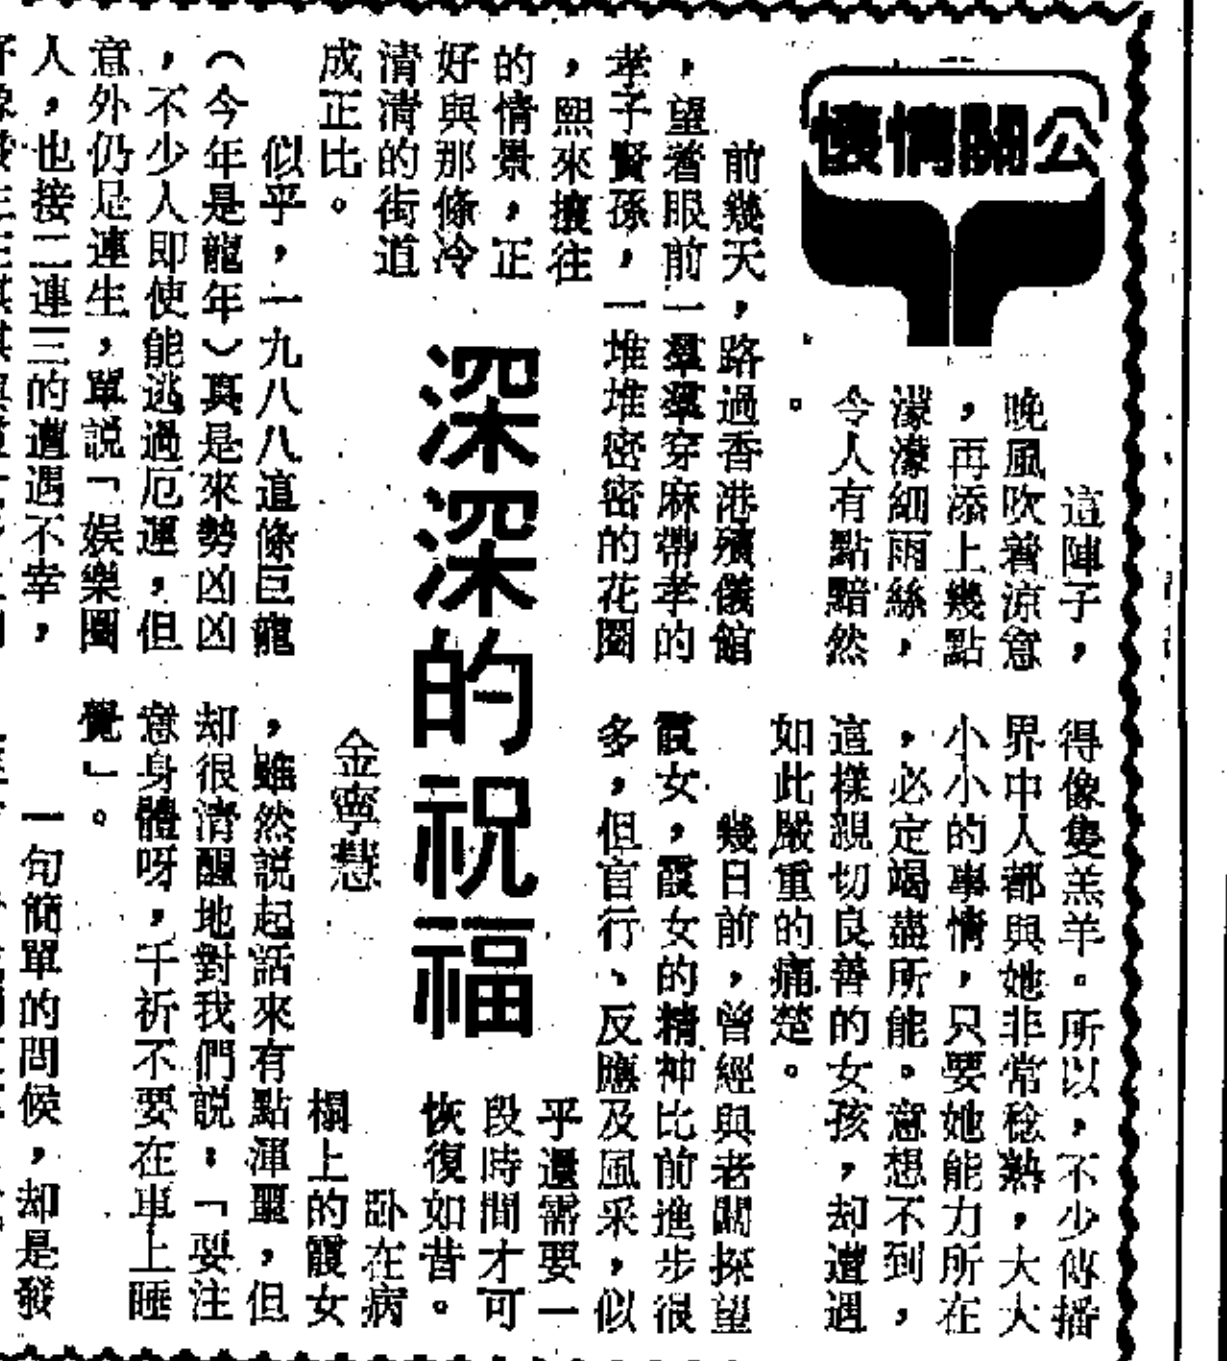 公關情懷
深深的祝福
金寧慧
這陣子，
晚風吹着涼意
，再添上幾點
濛濛細雨絲，
令人有點黯然
。
前幾天，路過香港殯儀館
，望着眼前一羣羣穿麻帶孝的
孝子賢孫，一堆堆密密的花圈
，熙來攘往
的情景，正
好與那條冷
清清的街道
成正比。
似乎，一九八八這條巨龍
（今年是龍年）真是來勢凶凶
，不少人即使能逃過厄運，但
意外仍是連生，單説「娛樂圈
人，也接二連三的遭遇不幸，
得像隻羔羊。所以，不少傳播
界中人都與她非常稔熟，大大
小小的事情，只要她能力所在
，必定竭盡所能。意想不到，
這樣親切良善的女孩，却遭遇
如此嚴重的痛楚。
幾日前，曾經與老闆探望
霞女，霞女的精神比前進步很
多，但言行、反應及風采，似
乎還需要一
段時間才可
恢復如昔。
卧在病
榻上的霞女
，雖然説起話來有點渾噩，但
却很清醒地對我們説：「要注
意身體呀，千祈不要在車上睡
覺」。
一句簡單的問候，却是發